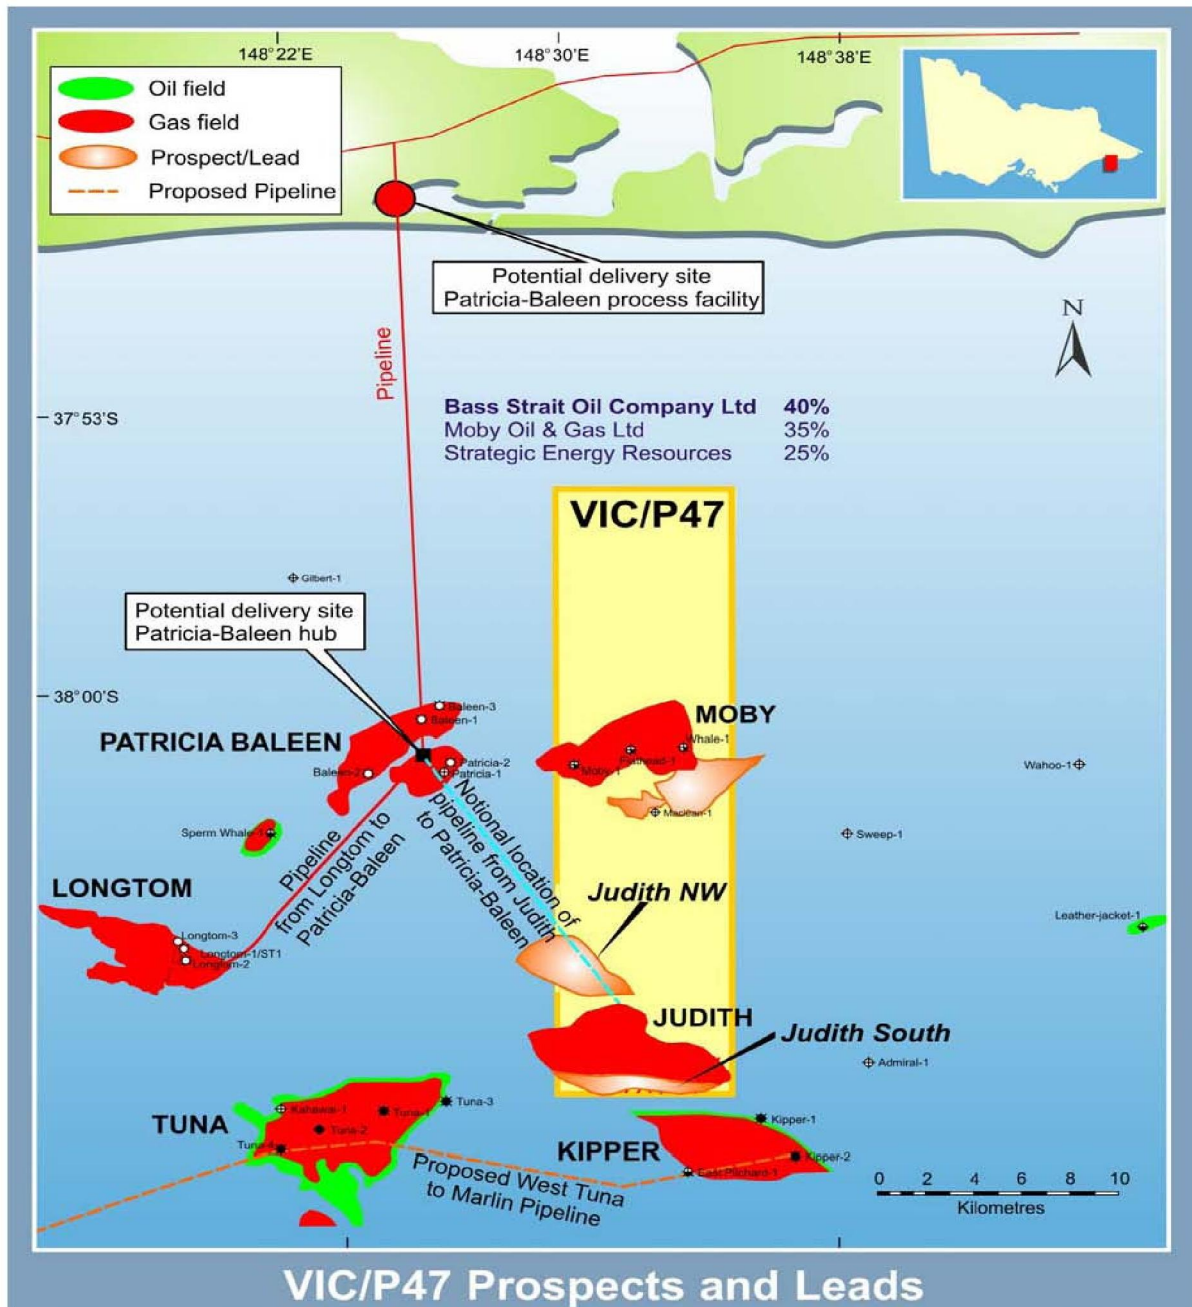 148°22'E
148°30'E
148°38'E
Oil field
Gas field
Prospect/Lead
Proposed Pipeline
Potential delivery site
Patricia-Baleen process facility
N
Pipeline
37°53'S
Bass Strait Oil Company Ltd 40%
Moby Oil & Gas Ltd 35%
Strategic Energy Resources 25%
VIC/P47
Gilbert-1
Potential delivery site
Patricia-Baleen hub
38°00'S
Baleen-3
Baleen-1
MOBY
PATRICIA BALEEN
Whale-1
Flathead-1
Moby-1
Patricia-2
Patricia-1
Baleen-2
Wahoo-1
Maclean-1
Sperm Whale-1
Sweep-1
Pipeline
from Longtom to
Patricia-Baleen
Notional location of
pipeline from Judith
to Patricia-Baleen
LONGTOM
Judith NW
Leather-jacket-1
Longtom-3
Longtom-1/ST1
Longtom-2
JUDITH
Judith South
Admiral-1
Tuna-3
Kahawai-1
Tuna-1
TUNA
Tuna-2
Tuna-4
Kipper-1
KIPPER
Kipper-2
East Pilchard-1
Proposed West Tuna
to Marlin Pipeline
0 2 4 6 8 10
Kilometres
VIC/P47 Prospects and Leads